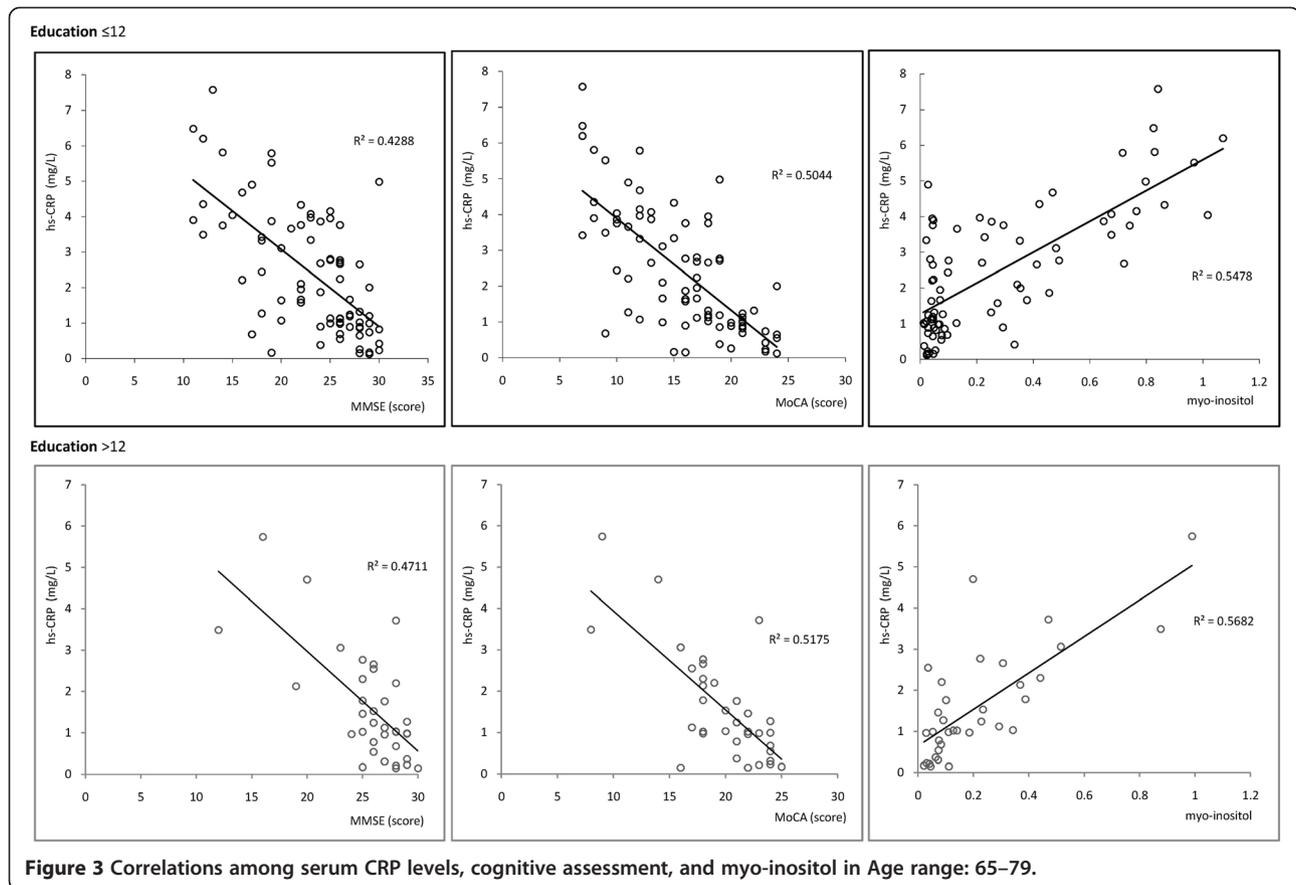 Education ≤12
8
7
6
5
4
3
2
1
0
hs-CRP (mg/L)
R² = 0.4288
0 5 10 15 20 25 30 35
MMSE (score)
8
7
6
5
4
3
2
1
0
hs-CRP (mg/L)
R² = 0.5044
0 5 10 15 20 25 30
MoCA (score)
8
7
6
5
4
3
2
1
0
hs-CRP (mg/L)
R² = 0.5478
0 0.2 0.4 0.6 0.8 1 1.2
myo-inositol
Education >12
7
6
5
4
3
2
1
0
hs-CRP (mg/L)
R² = 0.4711
0 5 10 15 20 25 30
MMSE (score)
7
6
5
4
3
2
1
0
hs-CRP (mg/L)
R² = 0.5175
0 5 10 15 20 25 30
MoCA (score)
7
6
5
4
3
2
1
0
hs-CRP (mg/L)
R² = 0.5682
0 0.2 0.4 0.6 0.8 1 1.2
myo-inositol
Figure 3 Correlations among serum CRP levels, cognitive assessment, and myo-inositol in Age range: 65–79.